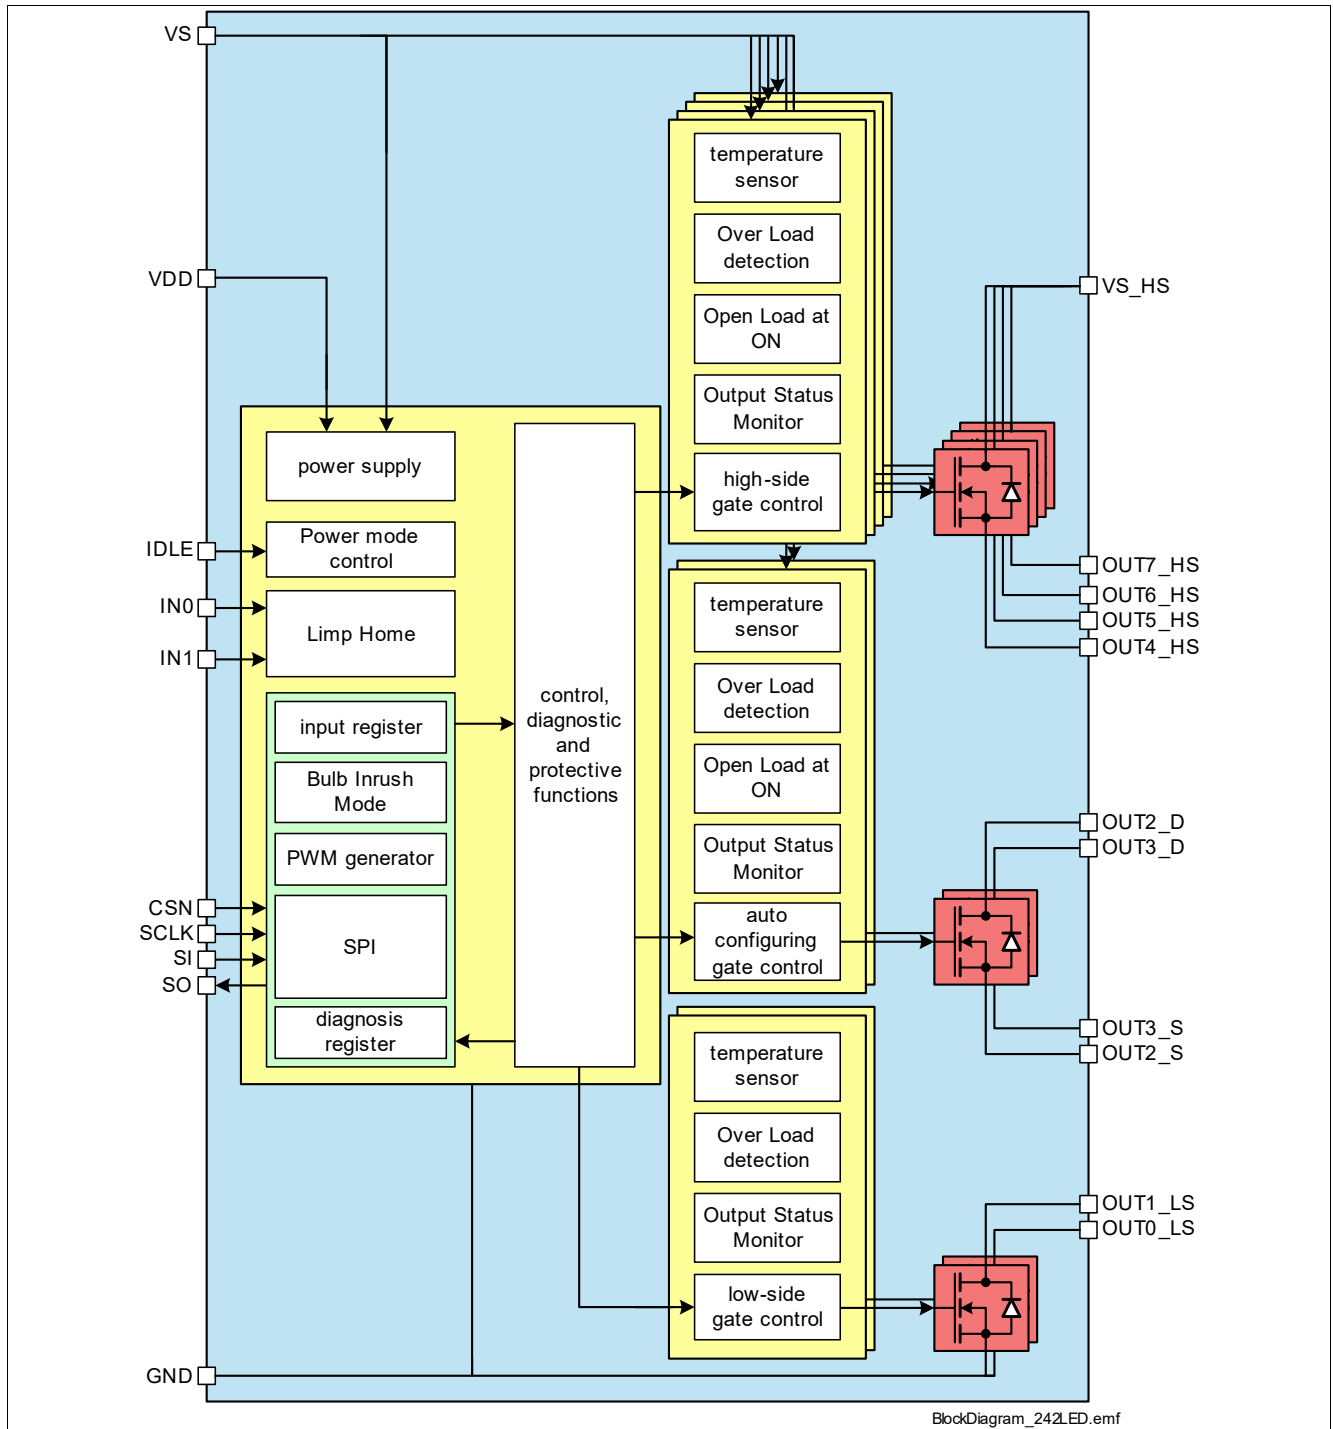 VS
temperature
sensor
Over Load
detection
VDD
VS_HS
Open Load at
ON
Output Status
Monitor
power supply
high-side
gate control
Power mode
control
IDLE
OUT7_HS
OUT6_HS
OUT5_HS
OUT4_HS
IN0
IN1
Limp Home
temperature
sensor
Over Load
detection
control,
diagnostic
and
protective
functions
input register
Bulb Inrush
Mode
PWM generator
Open Load at
ON
Output Status
Monitor
OUT2_D
OUT3_D
CSN
SCLK
SI
SO
SPI
auto
configuring
gate control
diagnosis
register
OUT3_S
OUT2_S
temperature
sensor
Over Load
detection
Output Status
Monitor
OUT1_LS
OUT0_LS
low-side
gate control
GND
BlockDiagram_242LED.emf